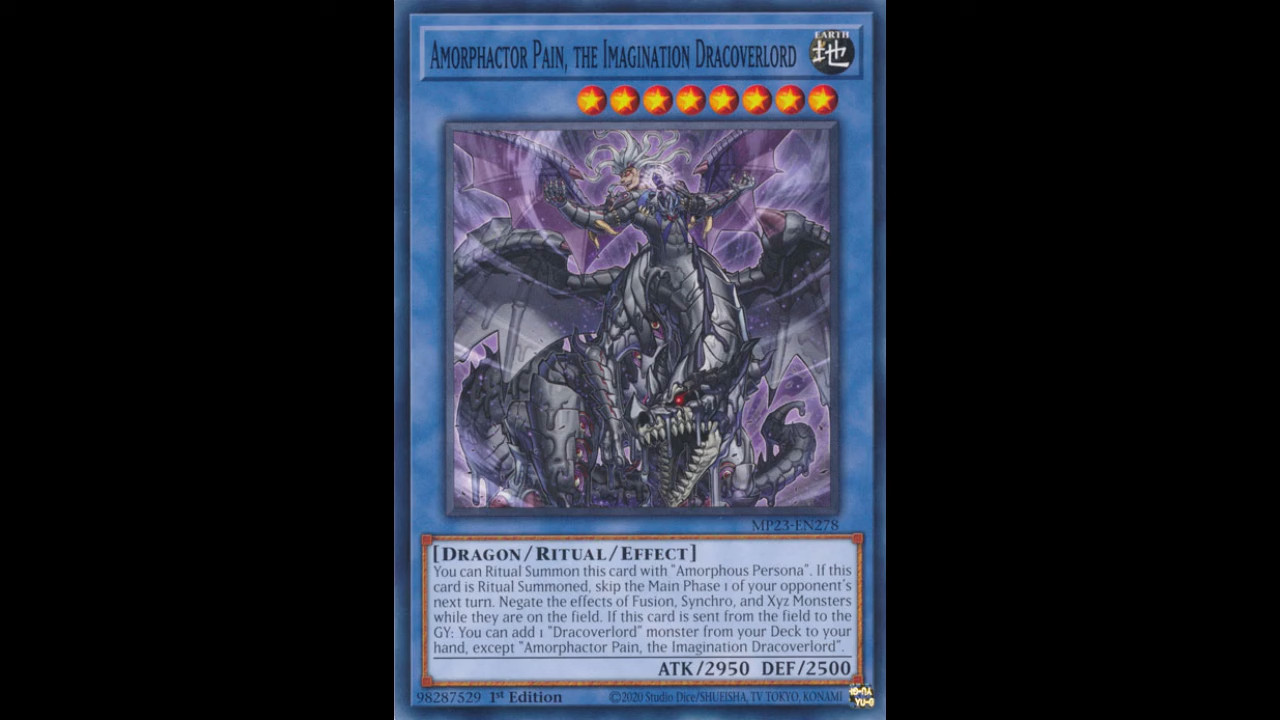 AMORPHACTOR PAIN, THE IMAGINATION DRACOVERLORD
EARTH
地
MP23-EN278
[DRAGON/RITUAL/EFFECT]
You can Ritual Summon this card with "Amorphous Persona". If this
card is Ritual Summoned, skip the Main Phase 1 of your opponent's
next turn. Negate the effects of Fusion, Synchro, and Xyz Monsters
while they are on the field. If this card is sent from the field to the
GY: You can add 1 "Dracoverlord" monster from your Deck to your
hand, except "Amorphactor Pain, the Imagination Dracoverlord".
ATK/2950 DEF/2500
98287529 1st Edition
©2020 Studio Dice/SHUEISHA, TV TOKYO, KONAMI